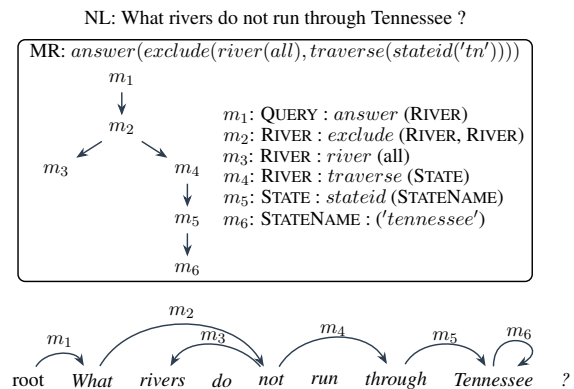 NL: What rivers do not run through Tennessee ?
MR: answer(exclude(river(all), traverse(stateid('tn'))))
m1
m2
m3
m4
m5
m6
m1: QUERY : answer (RIVER)
m2: RIVER : exclude (RIVER, RIVER)
m3: RIVER : river (all)
m4: RIVER : traverse (STATE)
m5: STATE : stateid (STATENAME)
m6: STATENAME : ('tennessee')
m1 m2 m3 m4 m5 m6
root What rivers do not run through Tennessee ?